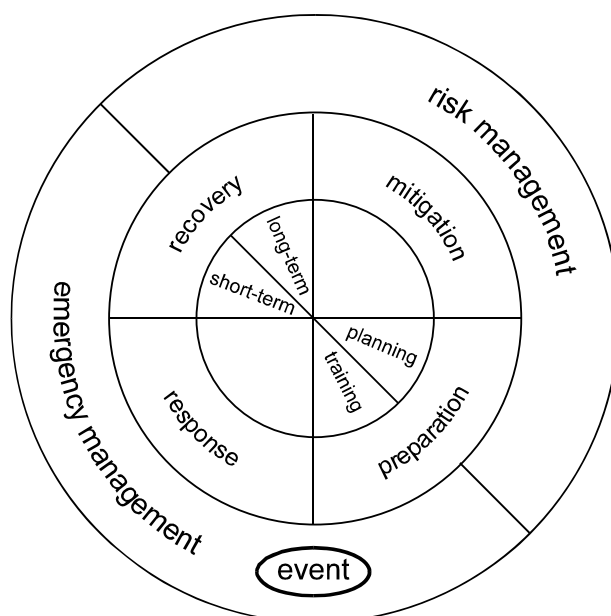 risk management
mitigation
recovery
long-term
short-term
planning
training
preparation
response
emergency management
event